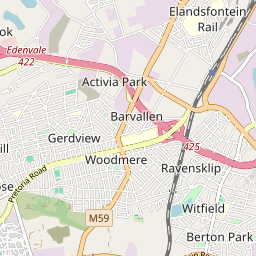 Elandsfontein
Rail
ok
Edenvale
422
Activia Park
Barvallen
Gerdview
425
ill
Woodmere
Ravensklip
Pretoria Road
ose
Witfield
M59
Berton Park
Main R